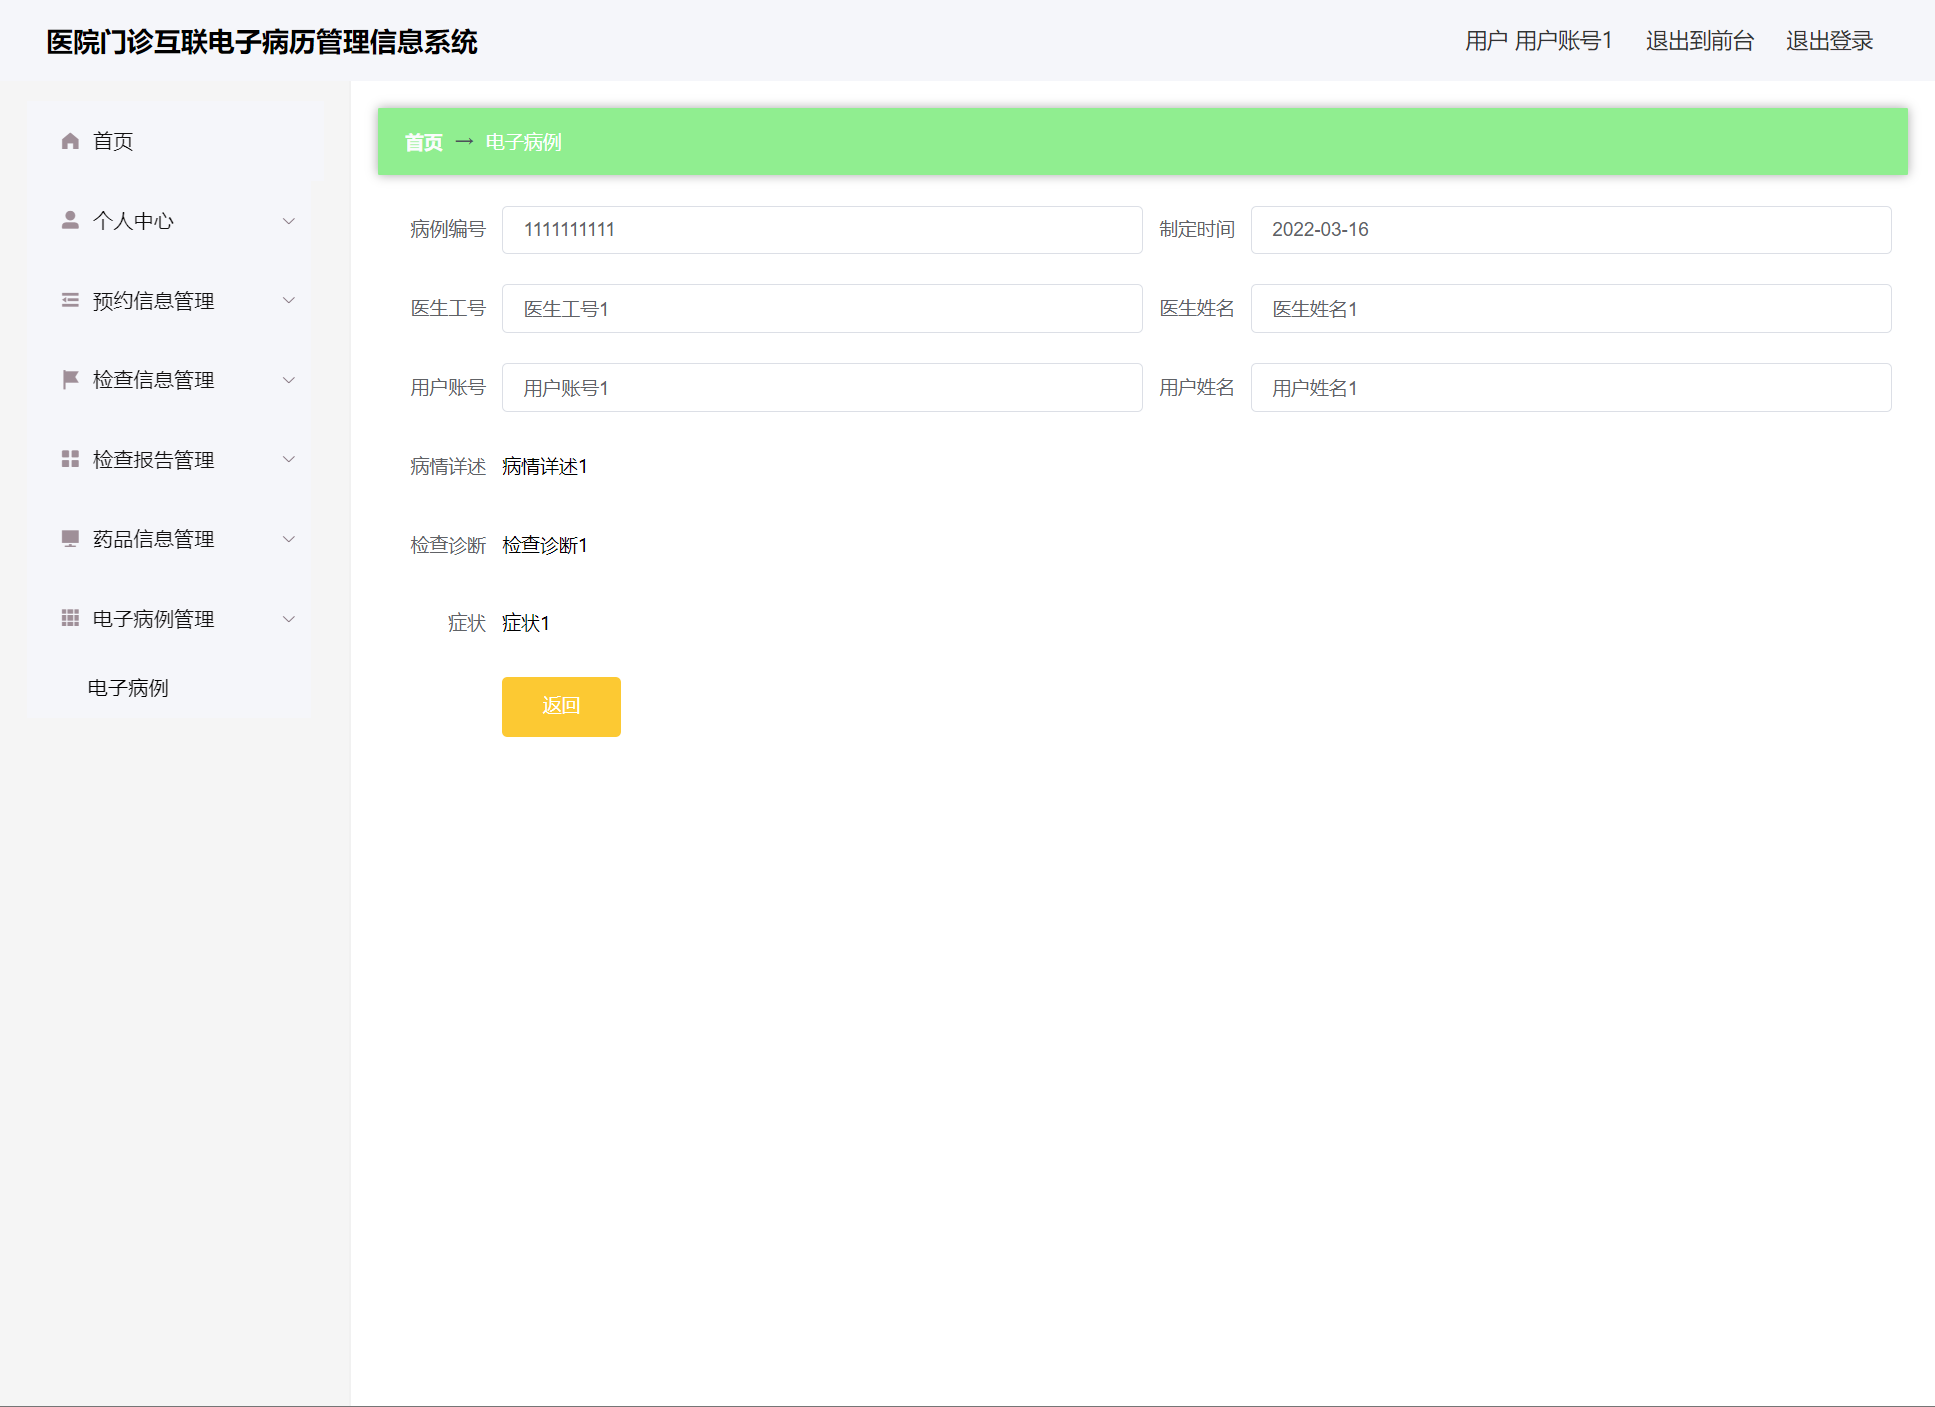 医院门诊互联电子病历管理信息系统
用户 用户账号1 退出到前台 退出登录
首页
个人中心
预约信息管理
检查信息管理
检查报告管理
药品信息管理
电子病例管理
电子病例
首页 → 电子病例
病例编号 1111111111 制定时间 2022-03-16
医生工号 医生工号1 医生姓名 医生姓名1
用户账号 用户账号1 用户姓名 用户姓名1
病情详述 病情详述1
检查诊断 检查诊断1
症状 症状1
返回